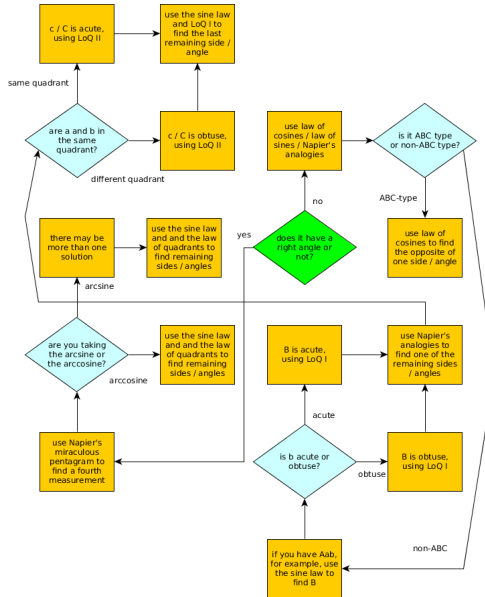 c / C is acute,
using LoQ II
use the sine law
and LoQ I to
find the last
remaining side /
angle
same quadrant
are a and b in
the same
quadrant?
c / C is obtuse,
using LoQ II
different quadrant
use law of
cosines / law of
sines / Napier's
analogies
is it ABC type
or non-ABC type?
no
ABC-type
does it have a
right angle or
not?
yes
use law of
cosines to find
the opposite of
one side / angle
there may be
more than one
solution
use the sine law
and and the law
of quadrants to
find remaining
sides / angles
arcsine
are you taking
the arcsine or
the arccosine?
use the sine law
and and the law
of quadrants to
find remaining
sides / angles
arccosine
B is acute,
using LoQ I
use Napier's
analogies to
find one of the
remaining sides
/ angles
acute
use Napier's
miraculous
pentagram to
find a fourth
measurement
is b acute or
obtuse?
obtuse
B is obtuse,
using LoQ I
non-ABC
if you have Aab,
for example, use
the sine law to
find B